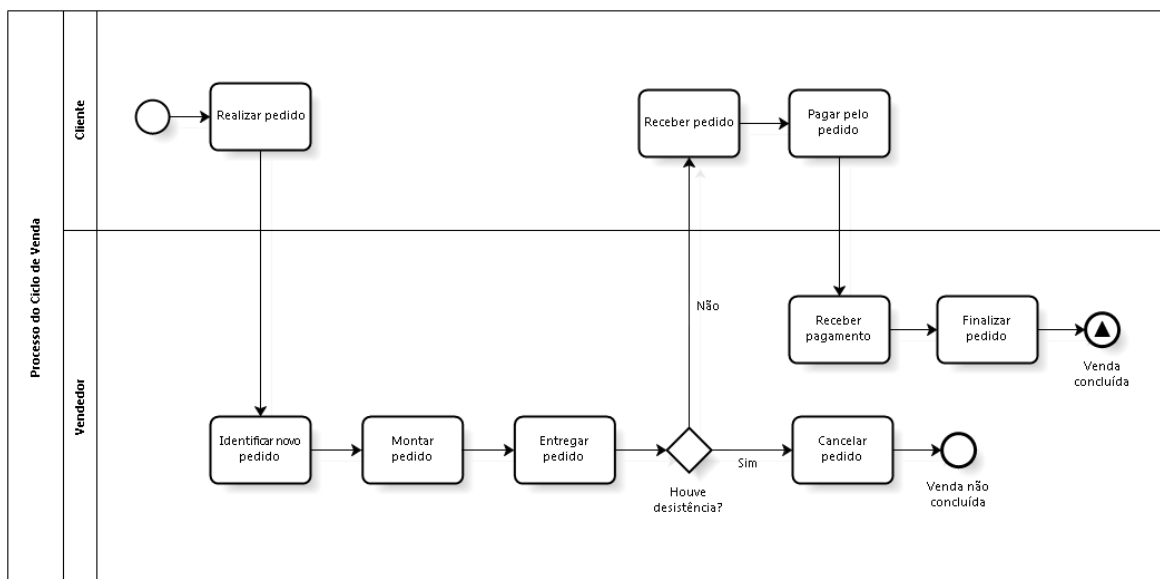 Processo do Ciclo de Venda
Cliente
Realizar pedido
Receber pedido
Pagar pelo
pedido
Vendedor
Identificar novo
pedido
Montar
pedido
Entregar
pedido
Houve
desistência?
Não
Sim
Receber
pagamento
Finalizar
pedido
Venda
concluída
Cancelar
pedido
Venda não
concluída